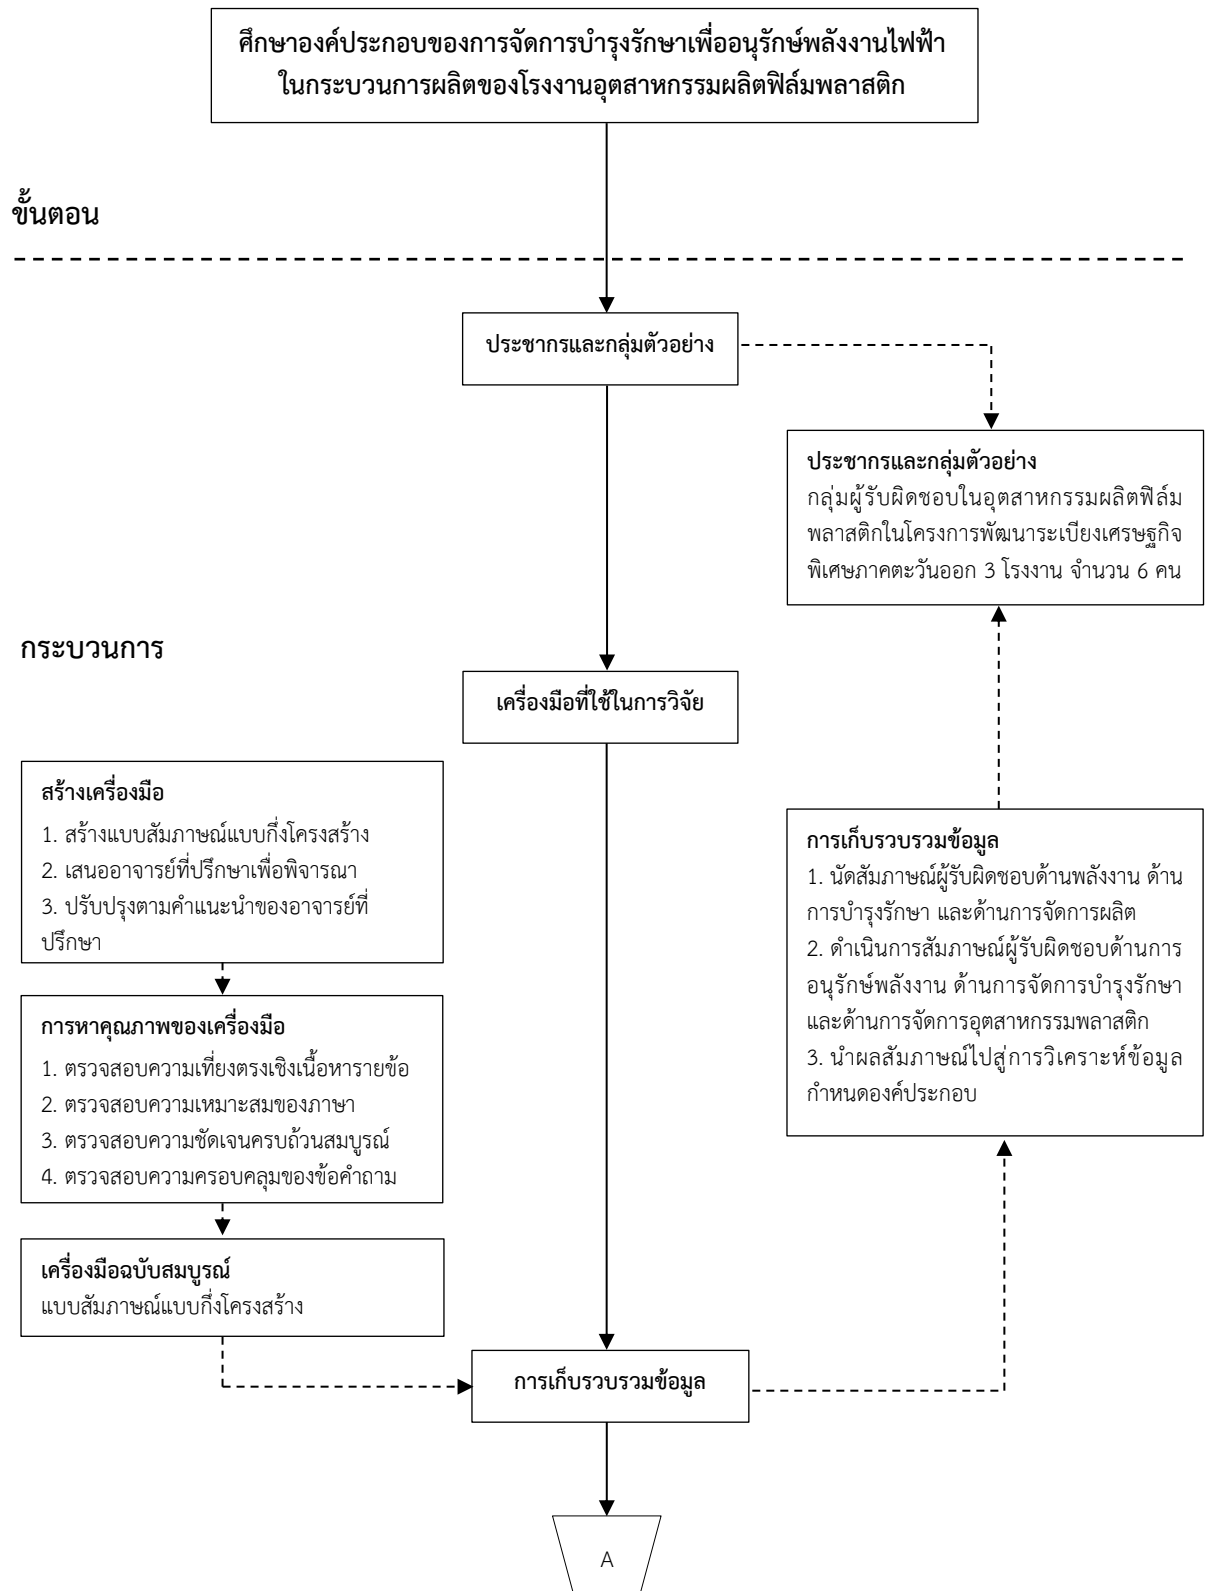 ศึกษาองค์ประกอบของการจัดการบำรุงรักษาเพื่ออนุรักษ์พลังงานไฟฟ้า
ในกระบวนการผลิตของโรงงานอุตสาหกรรมผลิตฟิล์มพลาสติก
ขั้นตอน
ประชากรและกลุ่มตัวอย่าง
ประชากรและกลุ่มตัวอย่าง
กลุ่มผู้รับผิดชอบในอุตสาหกรรมผลิตฟิล์ม
พลาสติกในโครงการพัฒนาระเบียงเศรษฐกิจ
พิเศษภาคตะวันออก 3 โรงงาน จำนวน 6 คน
กระบวนการ
เครื่องมือที่ใช้ในการวิจัย
สร้างเครื่องมือ
1. สร้างแบบสัมภาษณ์แบบกึ่งโครงสร้าง
2. เสนออาจารย์ที่ปรึกษาเพื่อพิจารณา
3. ปรับปรุงตามคำแนะนำของอาจารย์ที่
ปรึกษา
การหาคุณภาพของเครื่องมือ
1. ตรวจสอบความเที่ยงตรงเชิงเนื้อหารายข้อ
2. ตรวจสอบความเหมาะสมของภาษา
3. ตรวจสอบความชัดเจนครบถ้วนสมบูรณ์
4. ตรวจสอบความครอบคลุมของข้อคำถาม
เครื่องมือฉบับสมบูรณ์
แบบสัมภาษณ์แบบกึ่งโครงสร้าง
การเก็บรวบรวมข้อมูล
1. นัดสัมภาษณ์ผู้รับผิดชอบด้านพลังงาน ด้าน
การบำรุงรักษา และด้านการจัดการผลิต
2. ดำเนินการสัมภาษณ์ผู้รับผิดชอบด้านการ
อนุรักษ์พลังงาน ด้านการจัดการบำรุงรักษา
และด้านการจัดการอุตสาหกรรมพลาสติก
3. นำผลสัมภาษณ์ไปสู่การวิเคราะห์ข้อมูล
กำหนดองค์ประกอบ
การเก็บรวบรวมข้อมูล
A